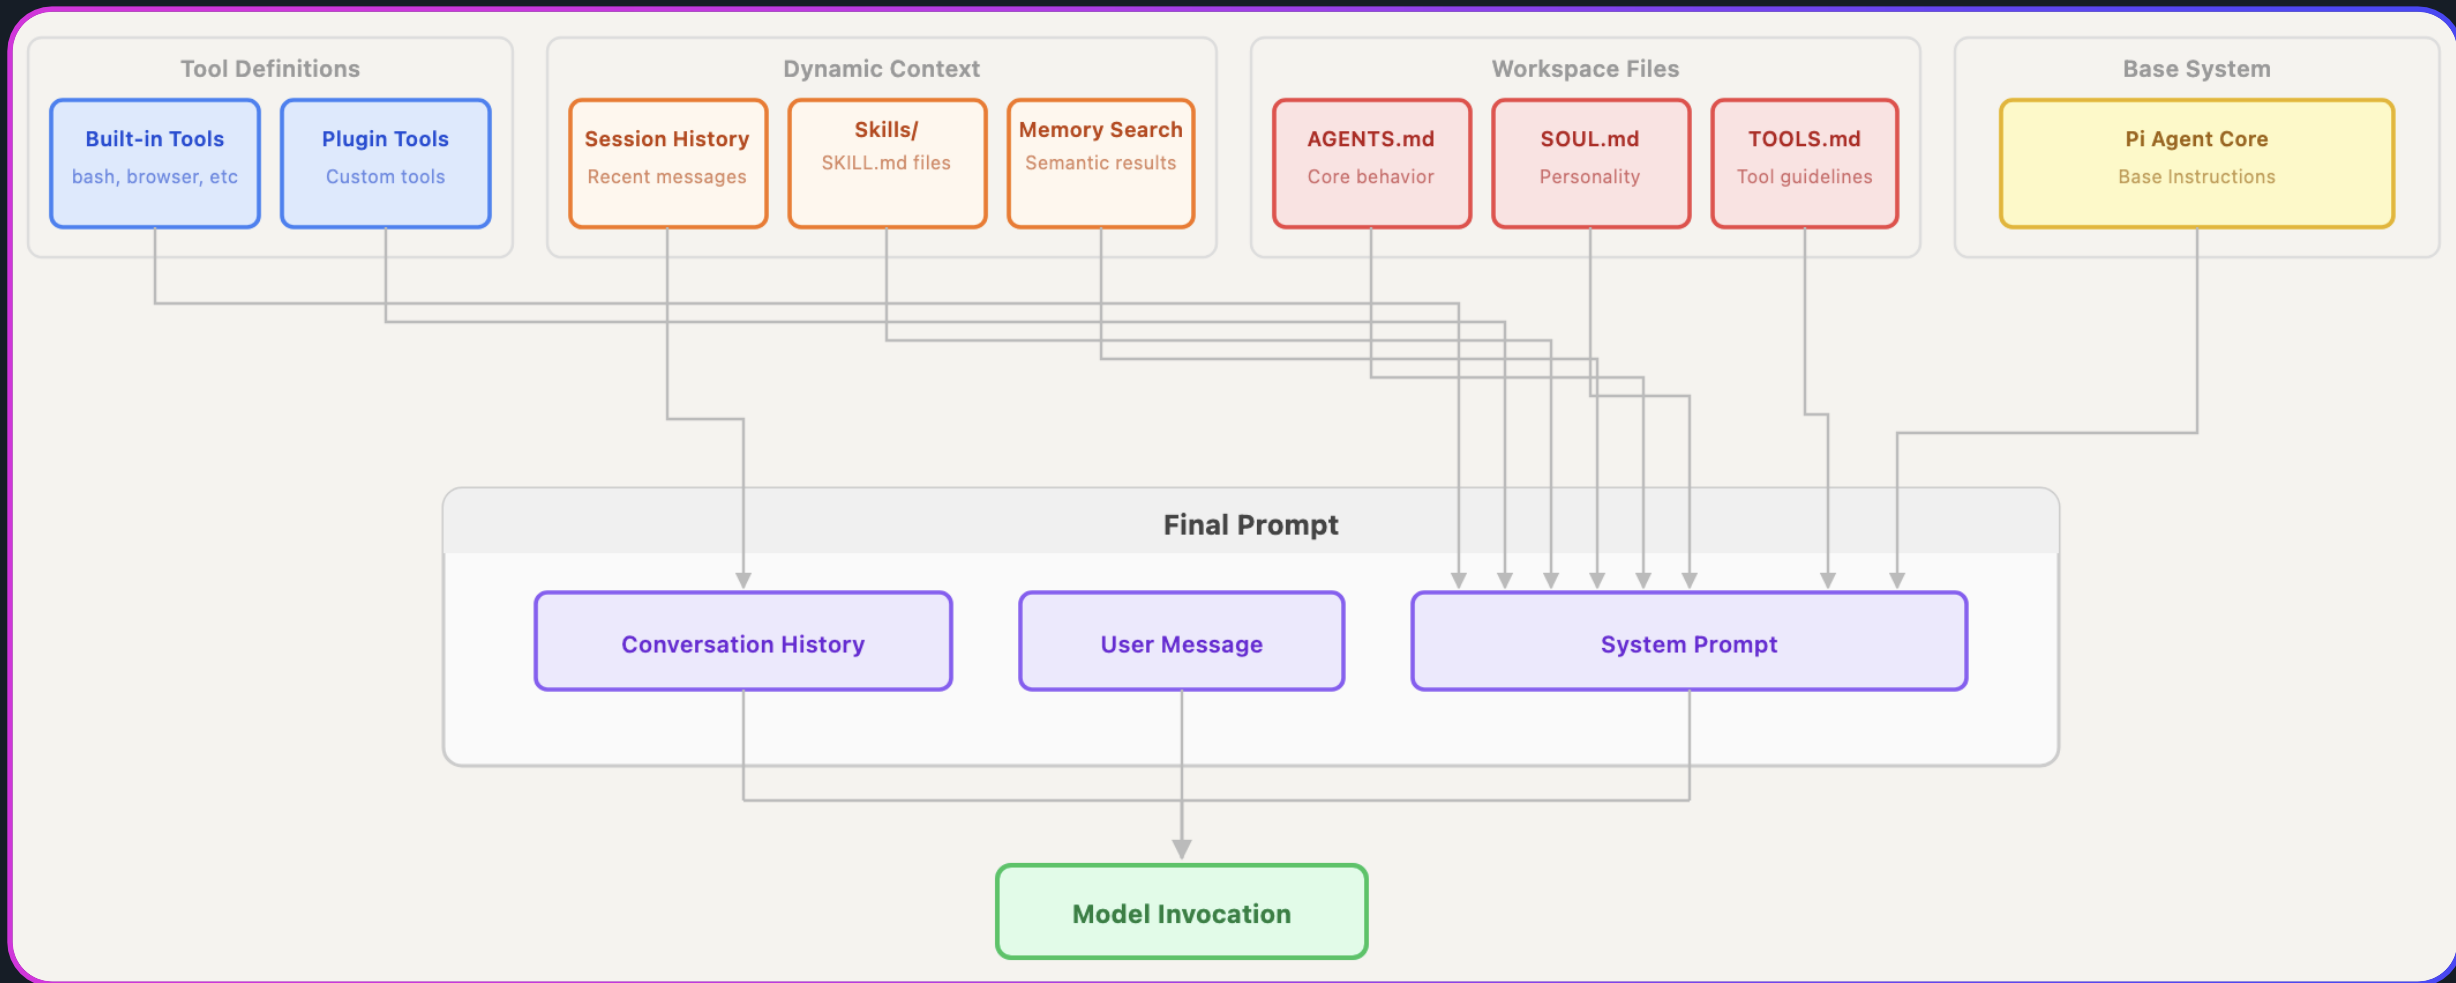 Tool Definitions
Built-in Tools
bash, browser, etc
Plugin Tools
Custom tools
Dynamic Context
Session History
Recent messages
Skills/
SKILL.md files
Memory Search
Semantic results
Workspace Files
AGENTS.md
Core behavior
SOUL.md
Personality
TOOLS.md
Tool guidelines
Base System
Pi Agent Core
Base Instructions
Final Prompt
Conversation History
User Message
System Prompt
Model Invocation